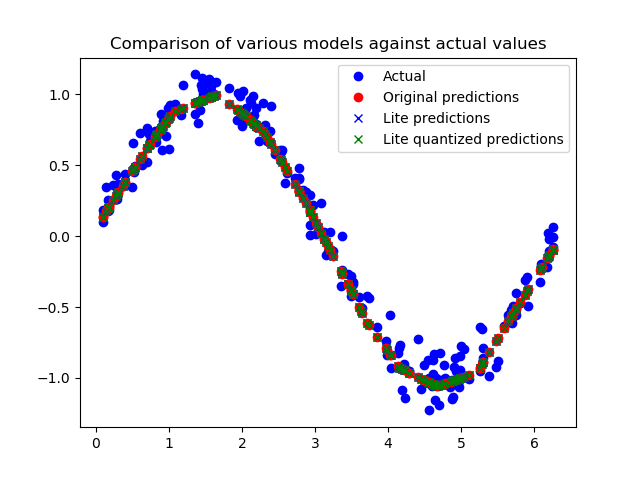 Comparison of various models against actual values
Actual
Original predictions
Lite predictions
Lite quantized predictions
1.0
0.5
0.0
−0.5
−1.0
0 1 2 3 4 5 6